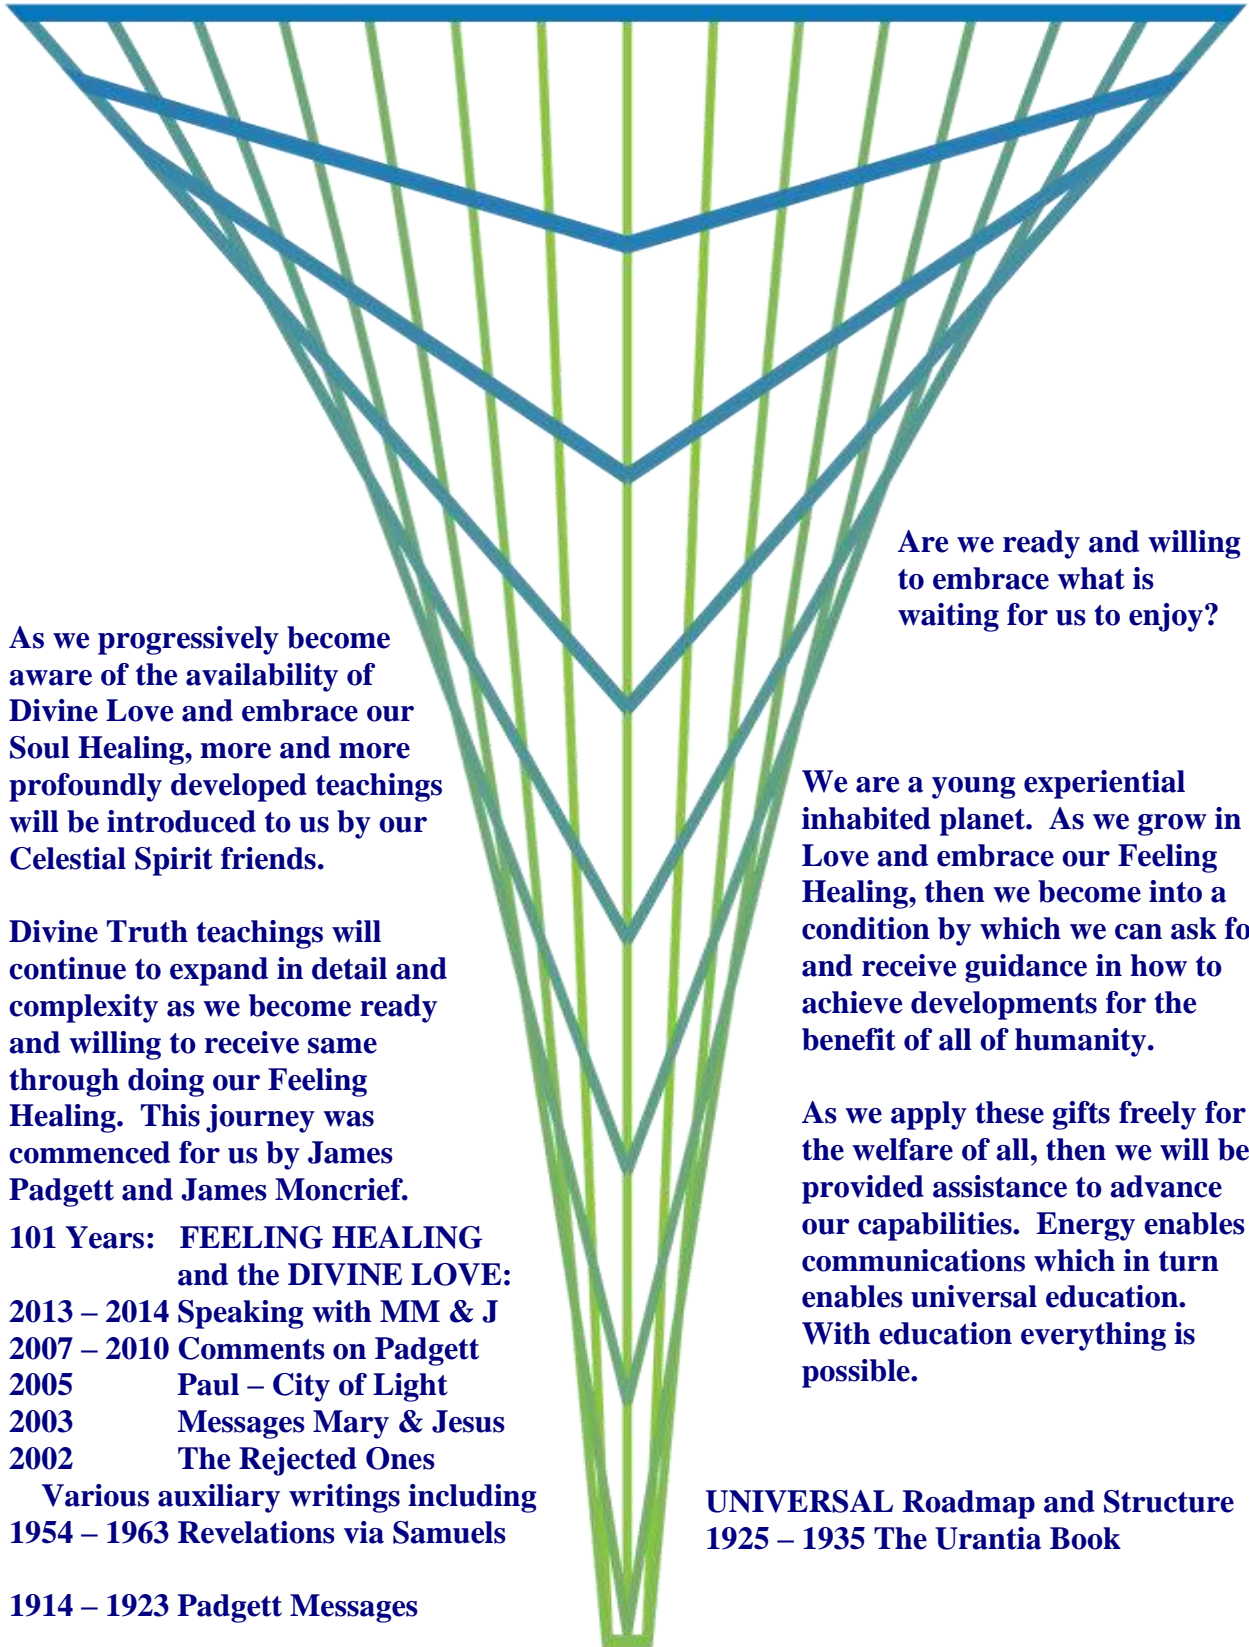 Are we ready and willing
to embrace what is
waiting for us to enjoy?
As we progressively become
aware of the availability of
Divine Love and embrace our
Soul Healing, more and more
profoundly developed teachings
will be introduced to us by our
Celestial Spirit friends.
Divine Truth teachings will
continue to expand in detail and
complexity as we become ready
and willing to receive same
through doing our Feeling
Healing.  This journey was
commenced for us by James
Padgett and James Moncrief.
101 Years:   FEELING HEALING
and the DIVINE LOVE:
2013 – 2014 Speaking with MM & J
2007 – 2010 Comments on Padgett
2005 Paul – City of Light
2003 Messages Mary & Jesus
2002 The Rejected Ones
Various auxiliary writings including
1954 – 1963 Revelations via Samuels
1914 – 1923 Padgett Messages
We are a young experiential
inhabited planet.  As we grow in
Love and embrace our Feeling
Healing, then we become into a
condition by which we can ask fo
and receive guidance in how to
achieve developments for the
benefit of all of humanity.
As we apply these gifts freely for
the welfare of all, then we will be
provided assistance to advance
our capabilities.  Energy enables
communications which in turn
enables universal education.
With education everything is
possible.
UNIVERSAL Roadmap and Structure
1925 – 1935 The Urantia Book